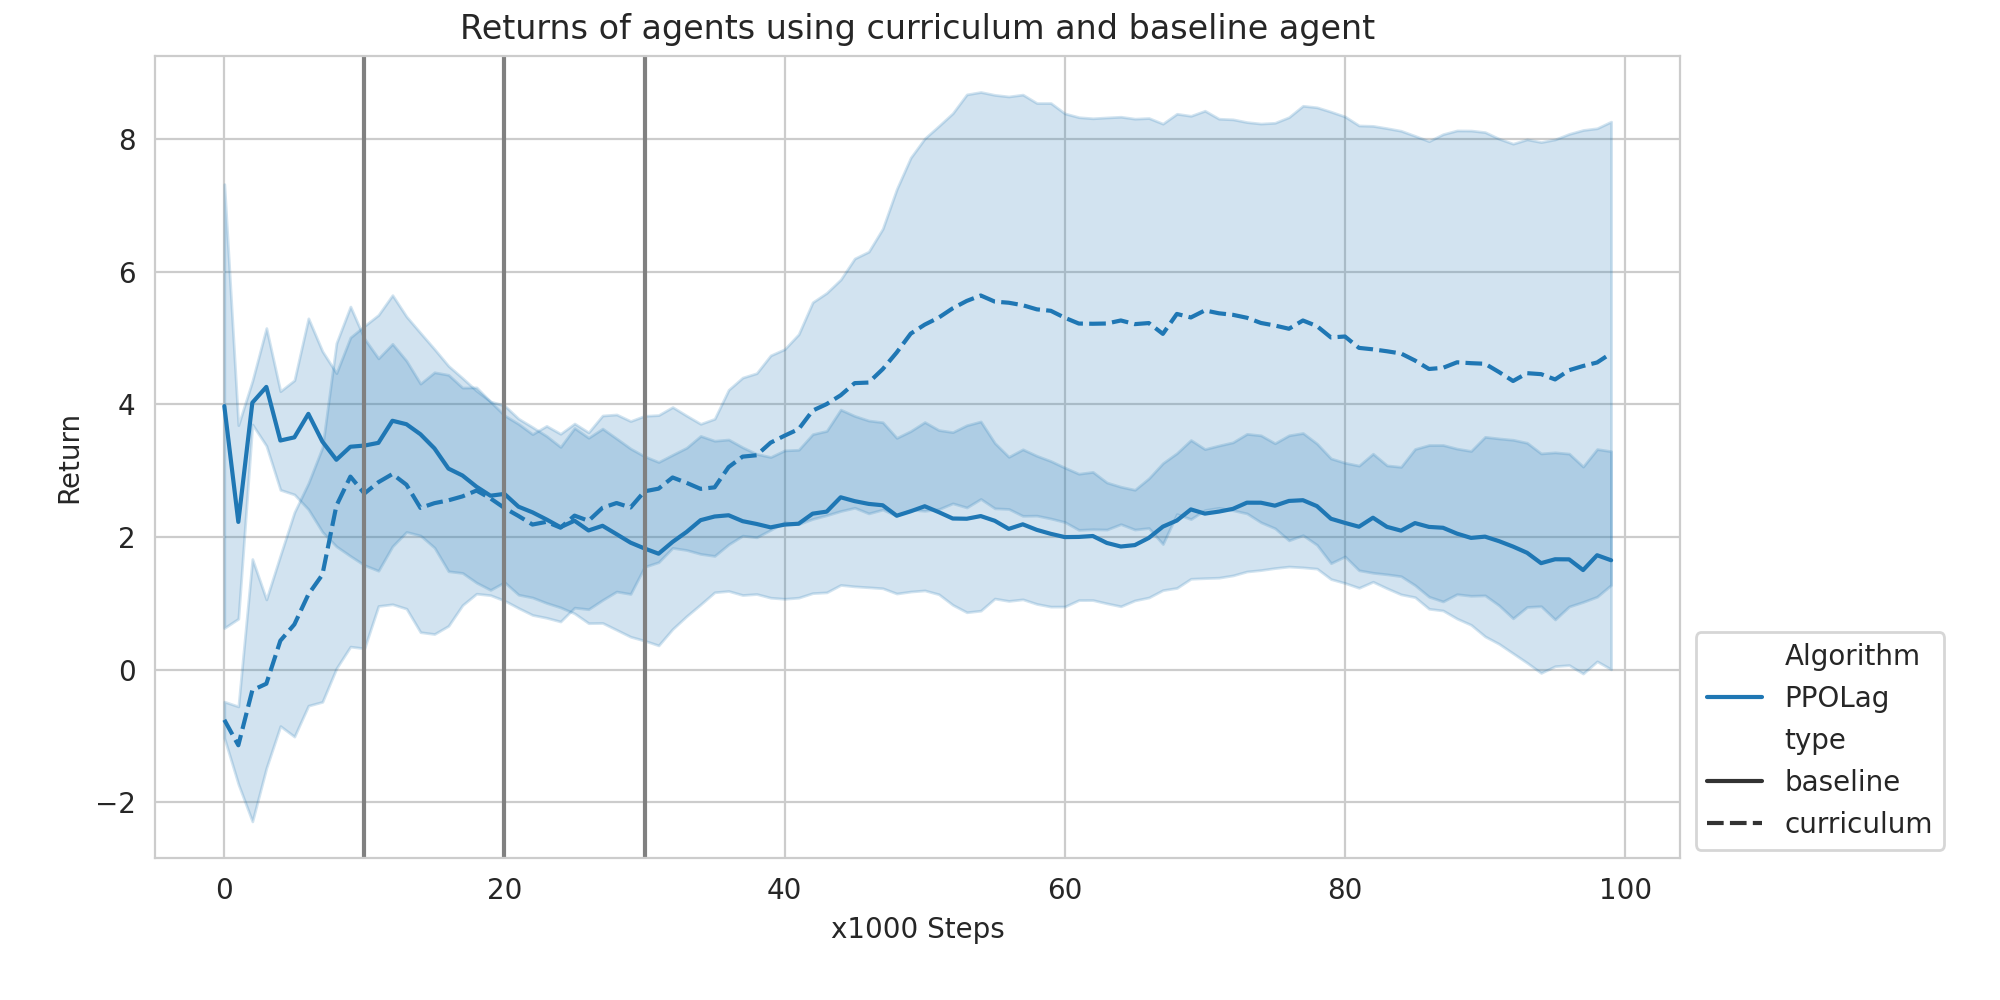 Returns of agents using curriculum and baseline agent
8
6
4
2
0
−2
Return
0 20 40 60 80 100
x1000 Steps
Algorithm
PPOLag
type
baseline
curriculum